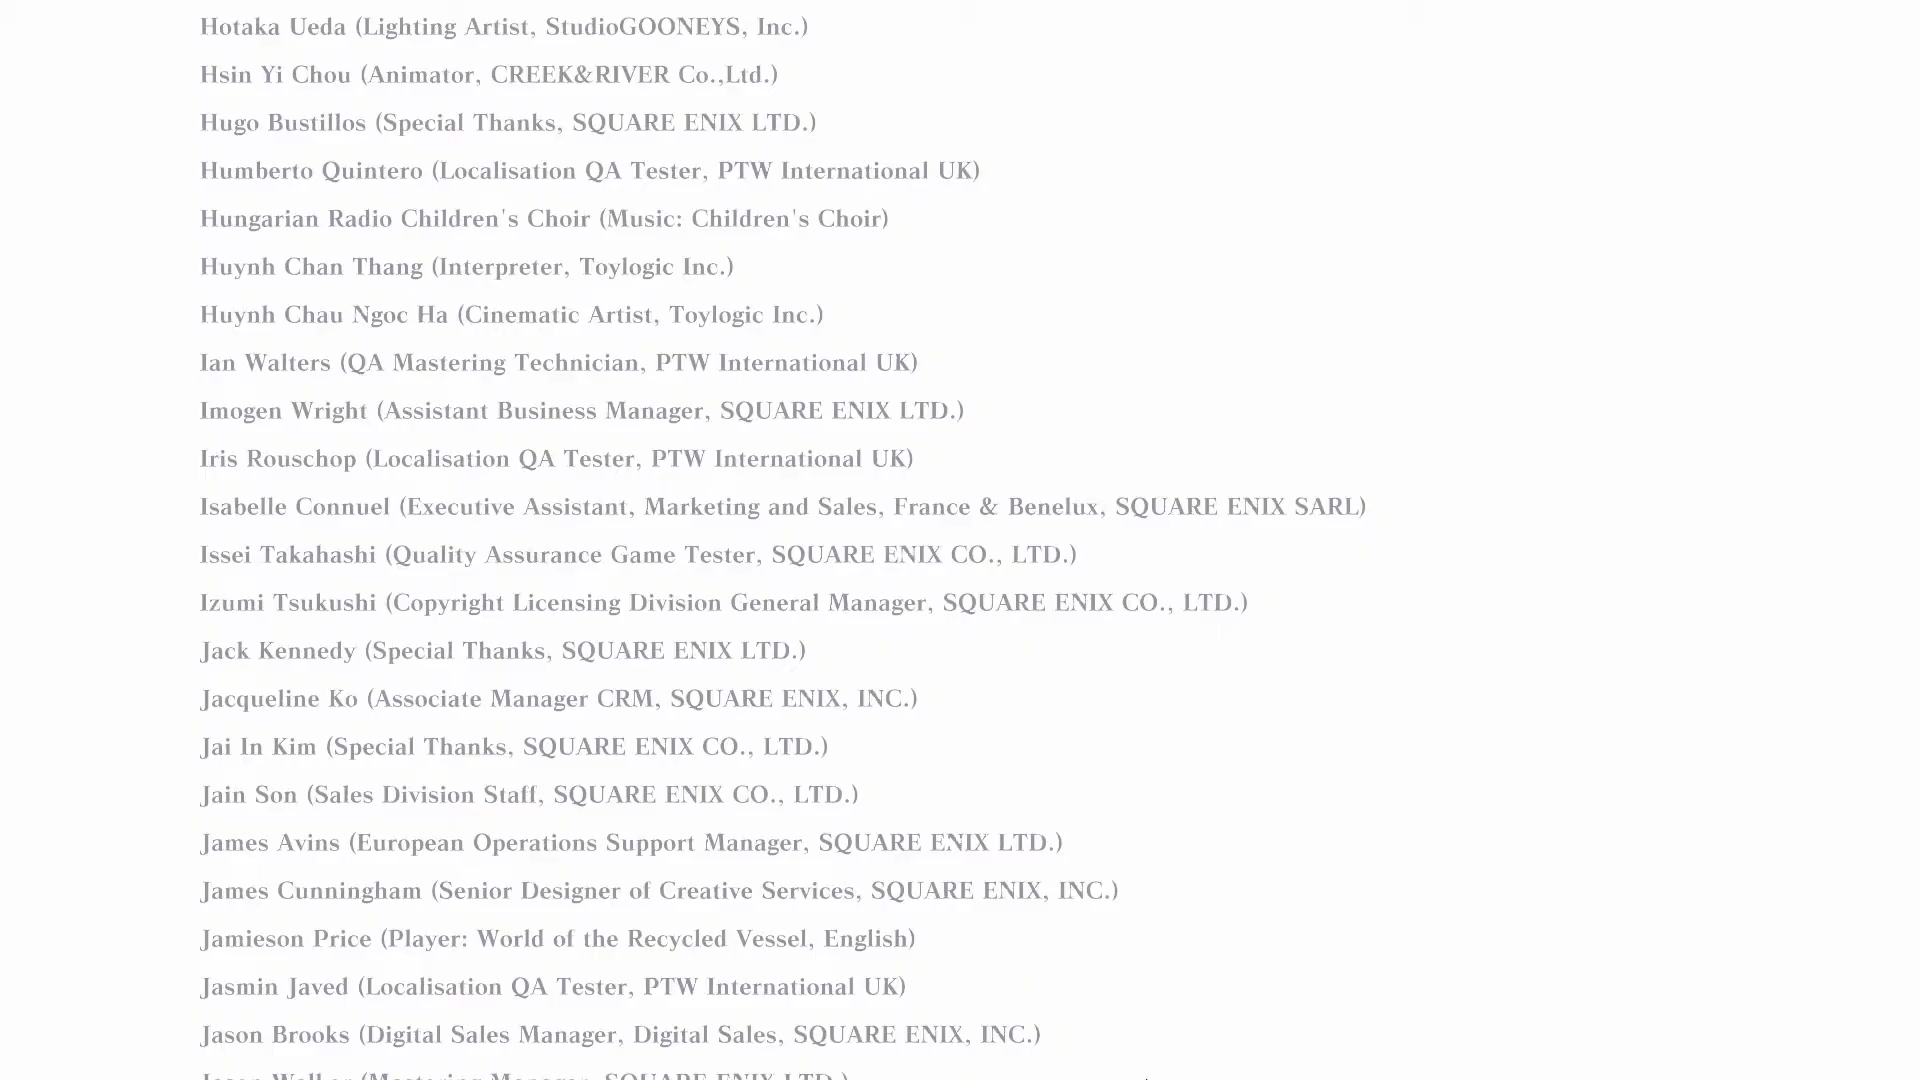 Hotaka Ueda (Lighting Artist, StudioGOONEYS, Inc.)
Hsin Yi Chou (Animator, CREEK&RIVER Co.,Ltd.)
Hugo Bustillos (Special Thanks, SQUARE ENIX LTD.)
Humberto Quintero (Localisation QA Tester, PTW International UK)
Hungarian Radio Children's Choir (Music: Children's Choir)
Huynh Chan Thang (Interpreter, Toylogic Inc.)
Huynh Chau Ngoc Ha (Cinematic Artist, Toylogic Inc.)
Ian Walters (QA Mastering Technician, PTW International UK)
Imogen Wright (Assistant Business Manager, SQUARE ENIX LTD.)
Iris Rouschop (Localisation QA Tester, PTW International UK)
Isabelle Connuel (Executive Assistant, Marketing and Sales, France & Benelux, SQUARE ENIX SARL)
Issei Takahashi (Quality Assurance Game Tester, SQUARE ENIX CO., LTD.)
Izumi Tsukushi (Copyright Licensing Division General Manager, SQUARE ENIX CO., LTD.)
Jack Kennedy (Special Thanks, SQUARE ENIX LTD.)
Jacqueline Ko (Associate Manager CRM, SQUARE ENIX, INC.)
Jai In Kim (Special Thanks, SQUARE ENIX CO., LTD.)
Jain Son (Sales Division Staff, SQUARE ENIX CO., LTD.)
James Avins (European Operations Support Manager, SQUARE ENIX LTD.)
James Cunningham (Senior Designer of Creative Services, SQUARE ENIX, INC.)
Jamieson Price (Player: World of the Recycled Vessel, English)
Jasmin Javed (Localisation QA Tester, PTW International UK)
Jason Brooks (Digital Sales Manager, Digital Sales, SQUARE ENIX, INC.)
SQUARE ENIX LTD.)